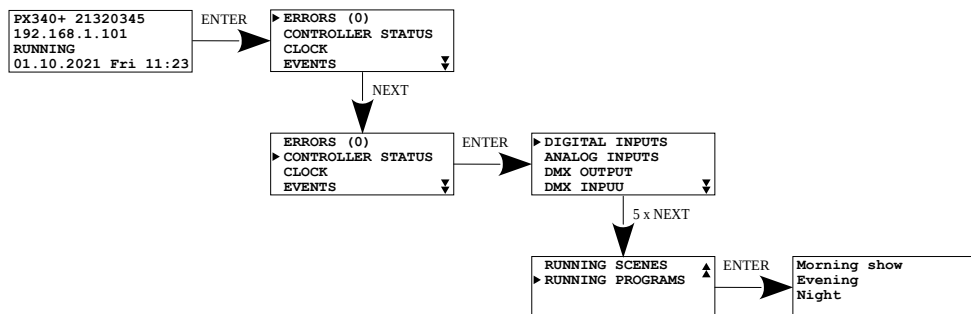 PX340+ 21320345
192.168.1.101
RUNNING
01.10.2021 Fri 11:23
ENTER
ERRORS (0)
CONTROLLER STATUS
CLOCK
EVENTS
NEXT
ERRORS (0)
CONTROLLER STATUS
CLOCK
EVENTS
ENTER
DIGITAL INPUTS
ANALOG INPUTS
DMX OUTPUT
DMX INPUU
5 x NEXT
RUNNING SCENES
RUNNING PROGRAMS
ENTER
Morning show
Evening
Night